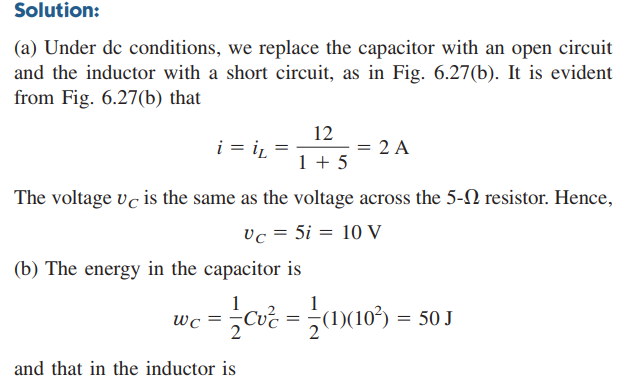 Solution:
(a) Under dc conditions, we replace the capacitor with an open circuit
and the inductor with a short circuit, as in Fig. 6.27(b). It is evident
from Fig. 6.27(b) that
i = i_L = 12 / (1 + 5) = 2 A
The voltage v_C is the same as the voltage across the 5-Ω resistor. Hence,
v_C = 5i = 10 V
(b) The energy in the capacitor is
w_C = 1/2 Cv_C^2 = 1/2 (1)(10²) = 50 J
and that in the inductor is